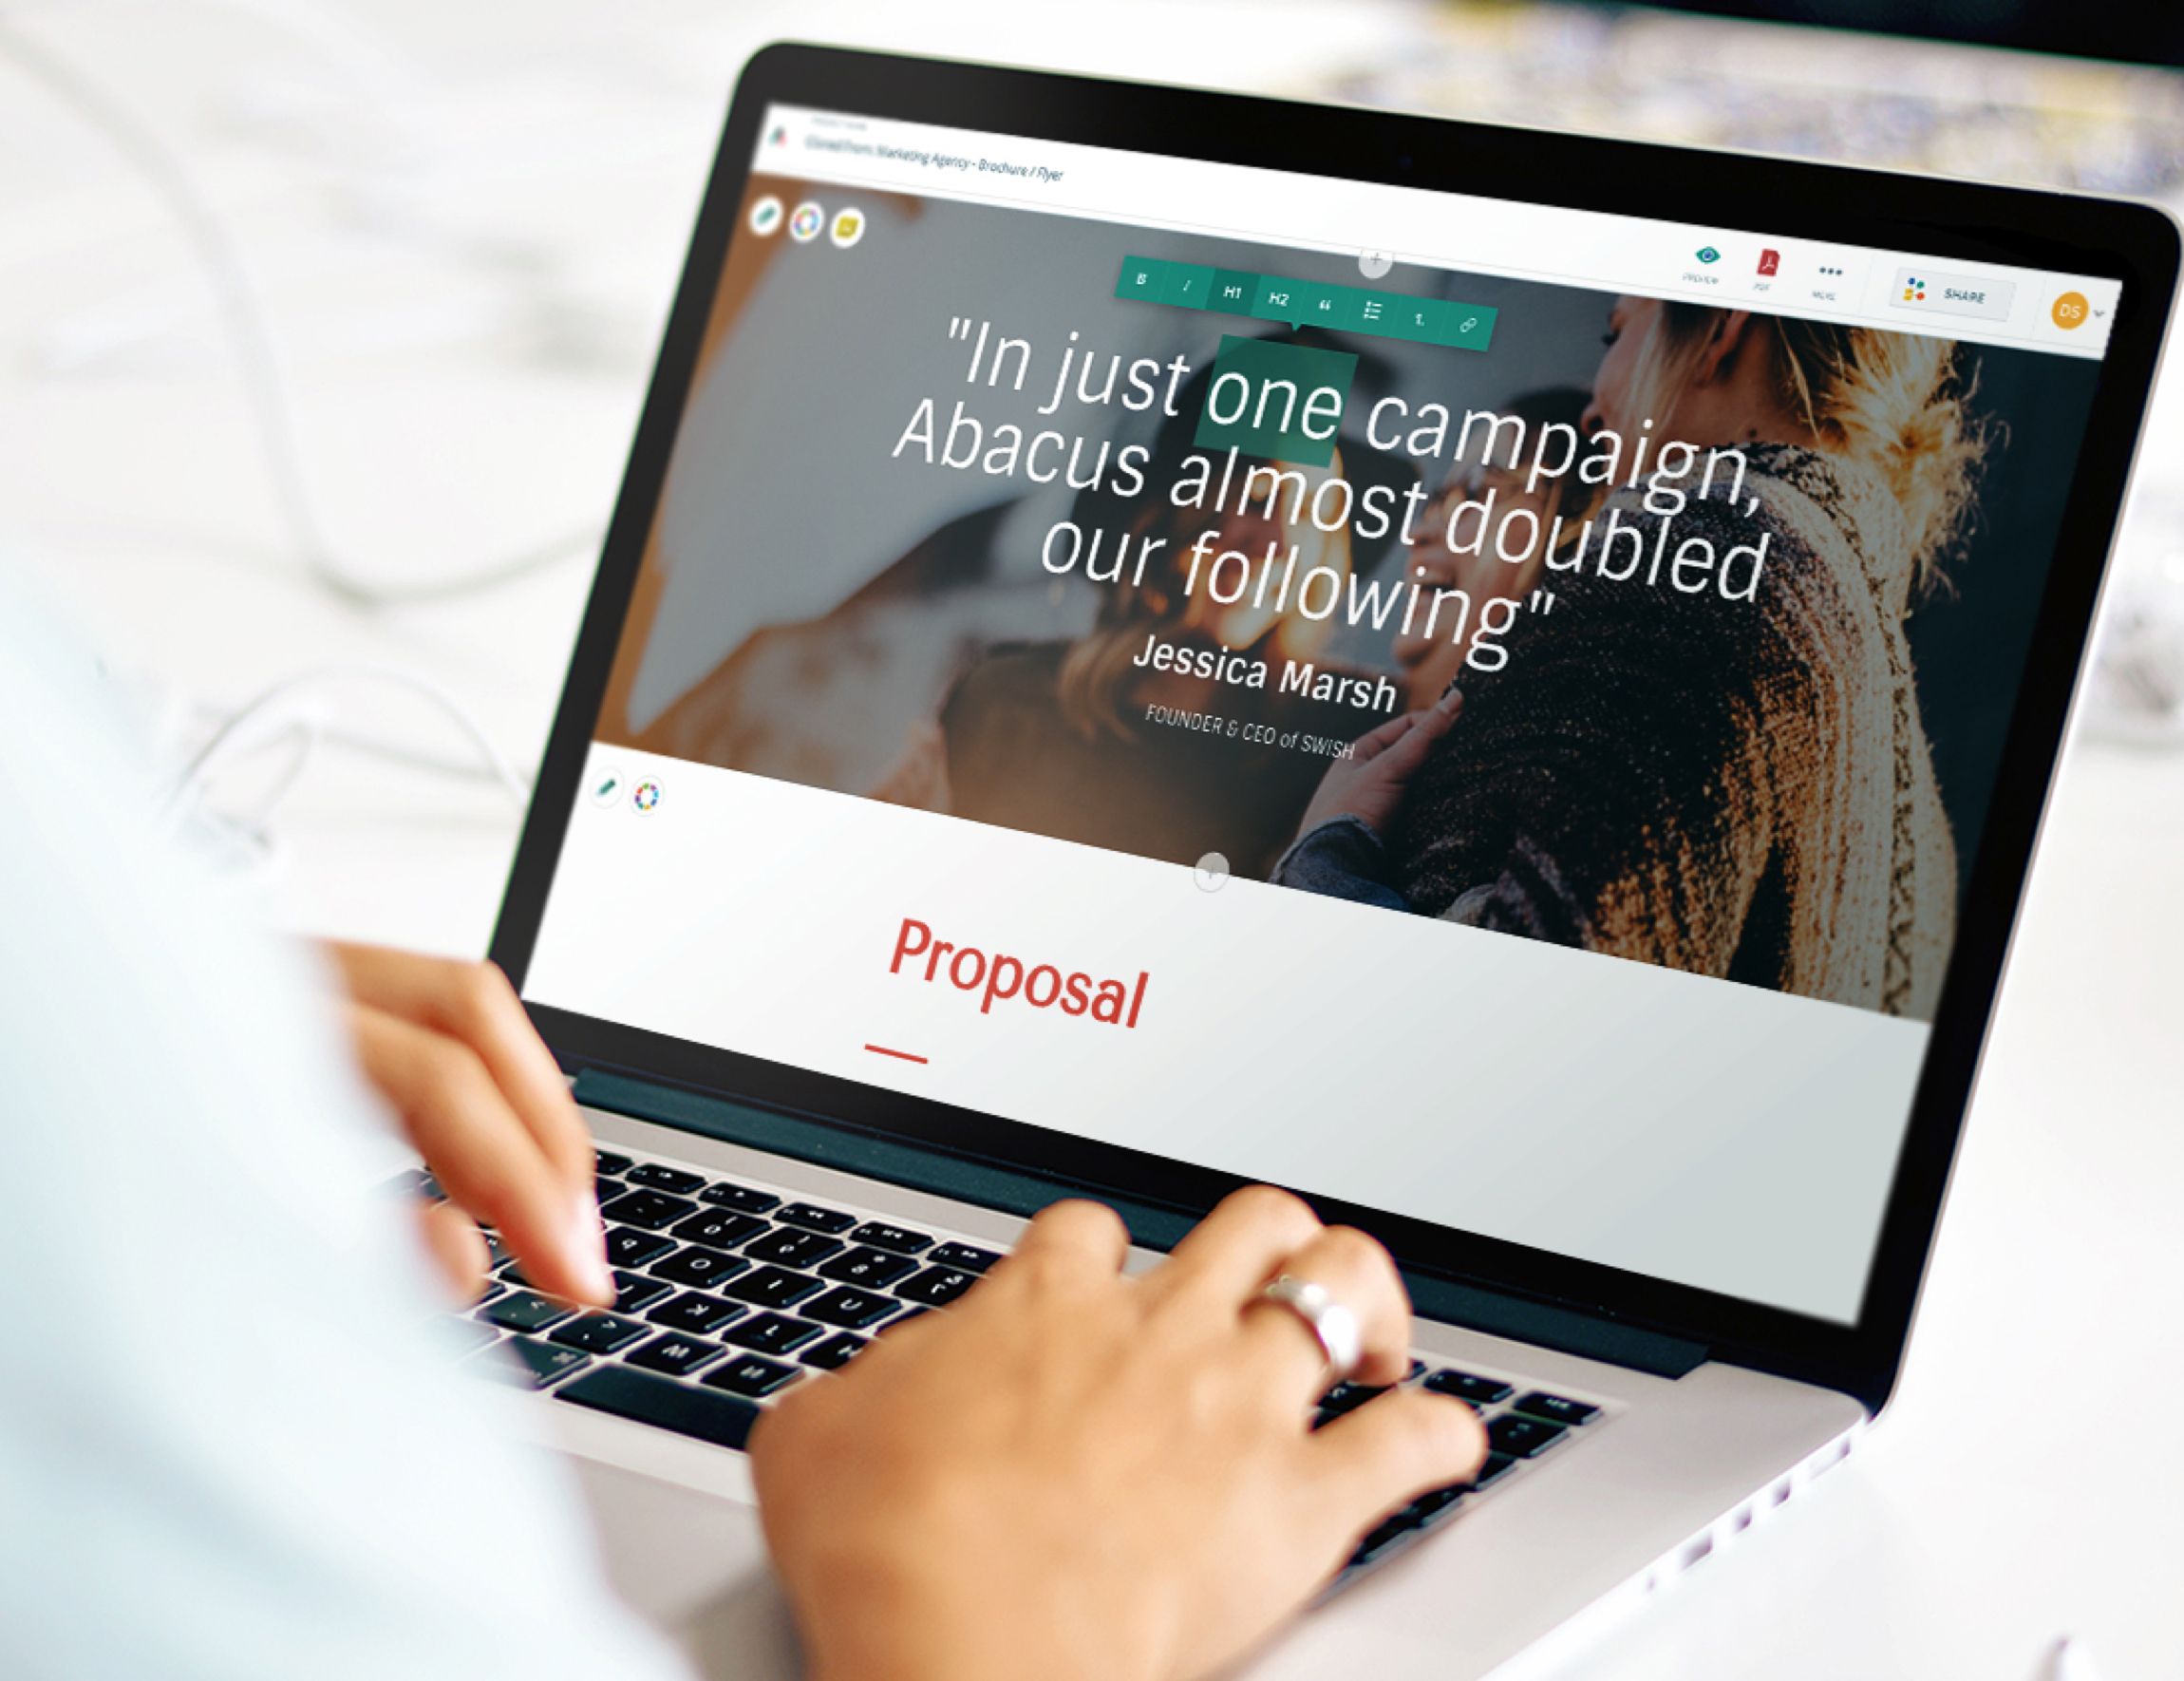 Cloned from: Marketing Agency - Brochure / Flyer
PREVIEW
PDF
MORE
SHARE
DS
B I H1 H2 “ 1.
"In just one campaign,
Abacus almost doubled
our following"
Jessica Marsh
FOUNDER & CEO of SWISH
Proposal